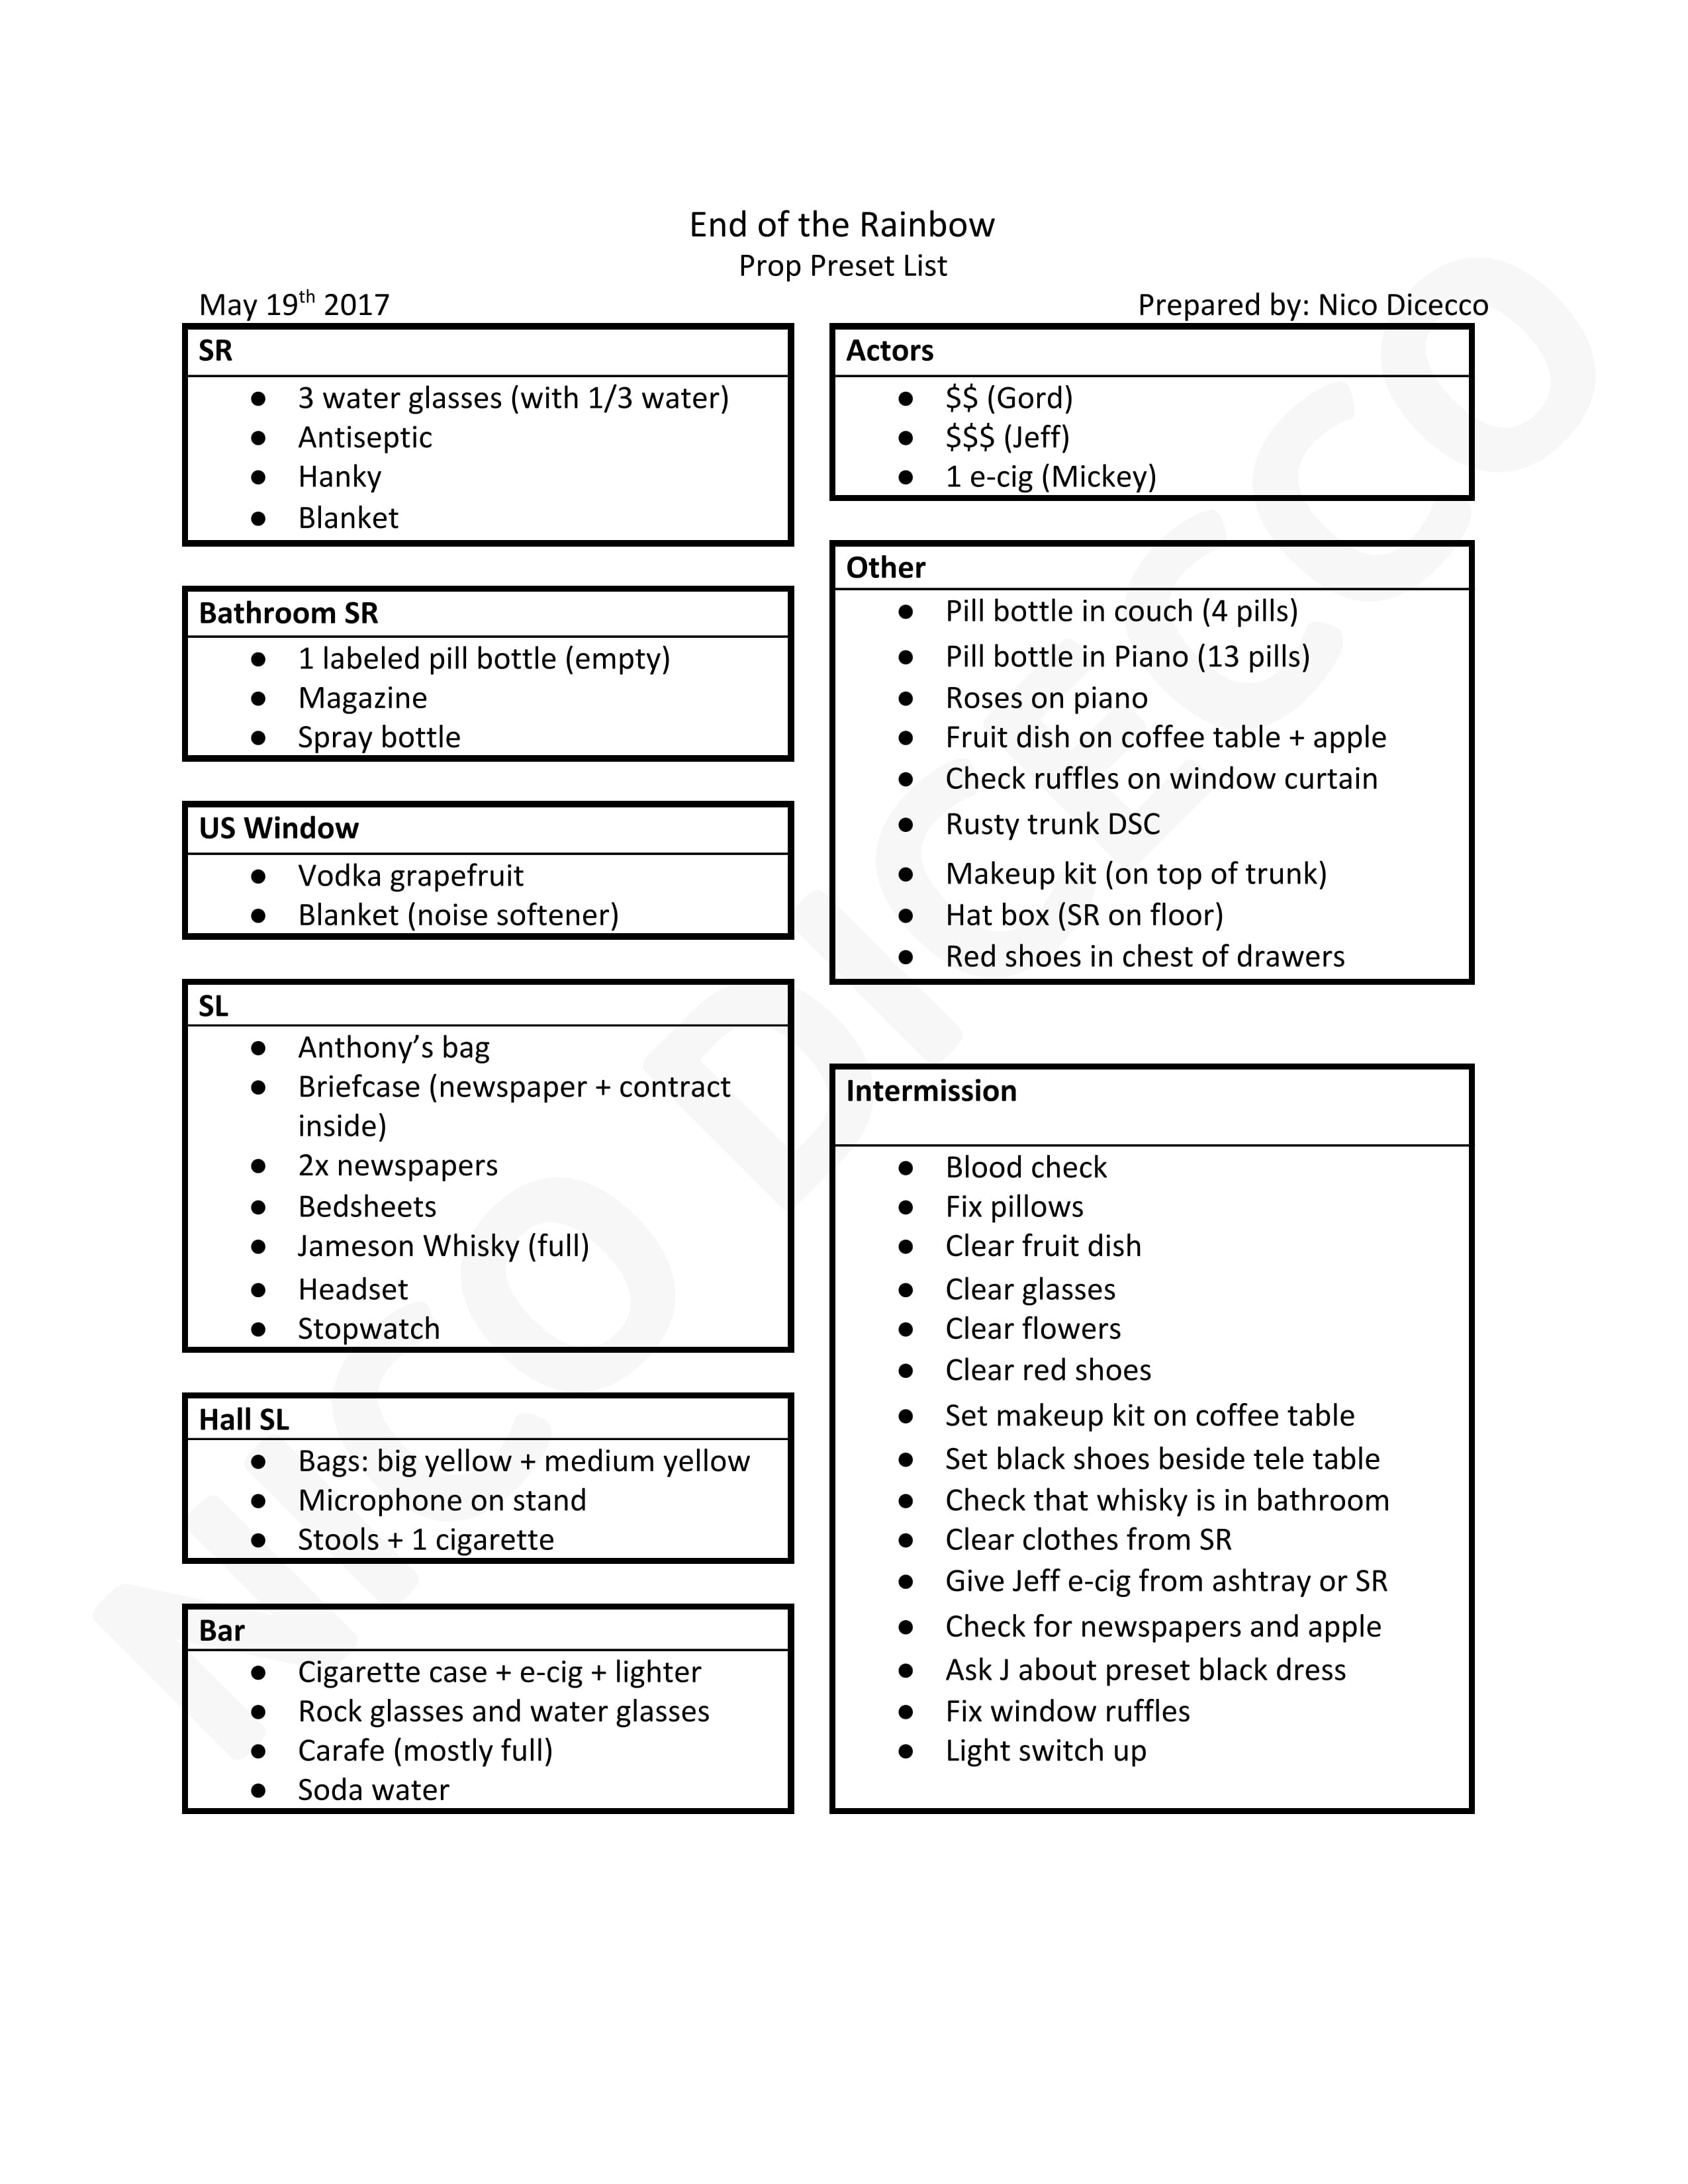 End of the Rainbow
Prop Preset List
May 19th 2017
Prepared by: Nico Dicecco
SR
● 3 water glasses (with 1/3 water)
● Antiseptic
● Hanky
● Blanket
Bathroom SR
● 1 labeled pill bottle (empty)
● Magazine
● Spray bottle
US Window
● Vodka grapefruit
● Blanket (noise softener)
SL
● Anthony’s bag
● Briefcase (newspaper + contract
inside)
● 2x newspapers
● Bedsheets
● Jameson Whisky (full)
● Headset
● Stopwatch
Hall SL
● Bags: big yellow + medium yellow
● Microphone on stand
● Stools + 1 cigarette
Bar
● Cigarette case + e-cig + lighter
● Rock glasses and water glasses
● Carafe (mostly full)
● Soda water
Actors
● $$ (Gord)
● $$$ (Jeff)
● 1 e-cig (Mickey)
Other
● Pill bottle in couch (4 pills)
● Pill bottle in Piano (13 pills)
● Roses on piano
● Fruit dish on coffee table + apple
● Check ruffles on window curtain
● Rusty trunk DSC
● Makeup kit (on top of trunk)
● Hat box (SR on floor)
● Red shoes in chest of drawers
Intermission
● Blood check
● Fix pillows
● Clear fruit dish
● Clear glasses
● Clear flowers
● Clear red shoes
● Set makeup kit on coffee table
● Set black shoes beside tele table
● Check that whisky is in bathroom
● Clear clothes from SR
● Give Jeff e-cig from ashtray or SR
● Check for newspapers and apple
● Ask J about preset black dress
● Fix window ruffles
● Light switch up
NICO DICECCO